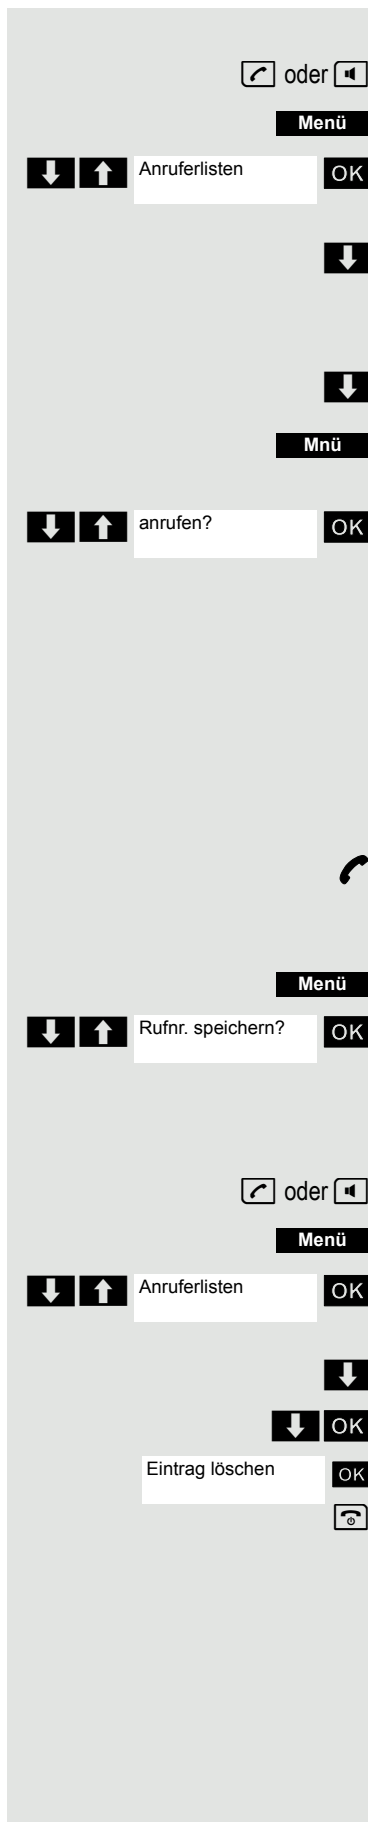 oder
Menü
Anruferlisten OK
Mnü
anrufen? OK
Menü
Rufnr. speichern? OK
oder
Menü
Anruferlisten OK
OK
Eintrag löschen OK